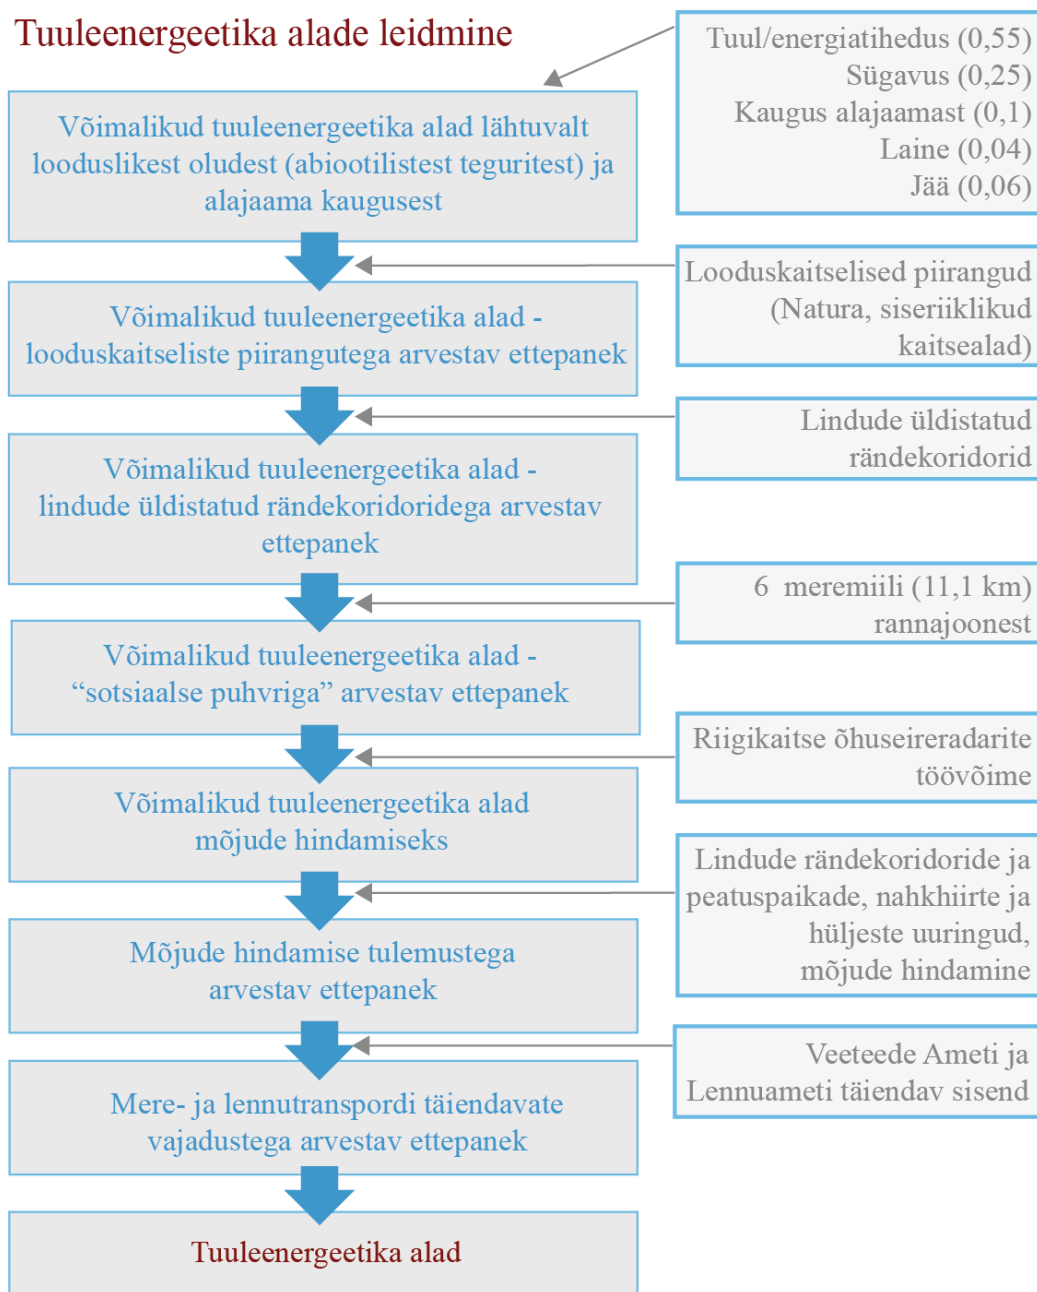 Tuuleenergeetika alade leidmine
Tuul/energiatihedus (0,55)
Sügavus (0,25)
Kaugus alajaamast (0,1)
Laine (0,04)
Jää (0,06)
Võimalikud tuuleenergeetika alad lähtuvalt
looduslikest oludest (abiootilistest teguritest) ja
alajaama kaugusest
Looduskaitselised piirangud
(Natura, siseriiklikud
kaitsealad)
Võimalikud tuuleenergeetika alad -
looduskaitseliste piirangutega arvestav ettepanek
Lindude üldistatud
rändekoridorid
Võimalikud tuuleenergeetika alad -
lindude üldistatud rändekoridoridega arvestav
ettepanek
6 meremiili (11,1 km)
rannajoonest
Võimalikud tuuleenergeetika alad -
“sotsiaalse puhvriga” arvestav ettepanek
Riigikaitse õhuseireradarite
töövõime
Võimalikud tuuleenergeetika alad
mõjude hindamiseks
Lindude rändekoridoride ja
peatuspaikade, nahkhiirte ja
hüljeste uuringud,
mõjude hindamine
Mõjude hindamise tulemustega
arvestav ettepanek
Veeteede Ameti ja
Lennuameti täiendav sisend
Mere- ja lennutranspordi täiendavate
vajadustega arvestav ettepanek
Tuuleenergeetika alad